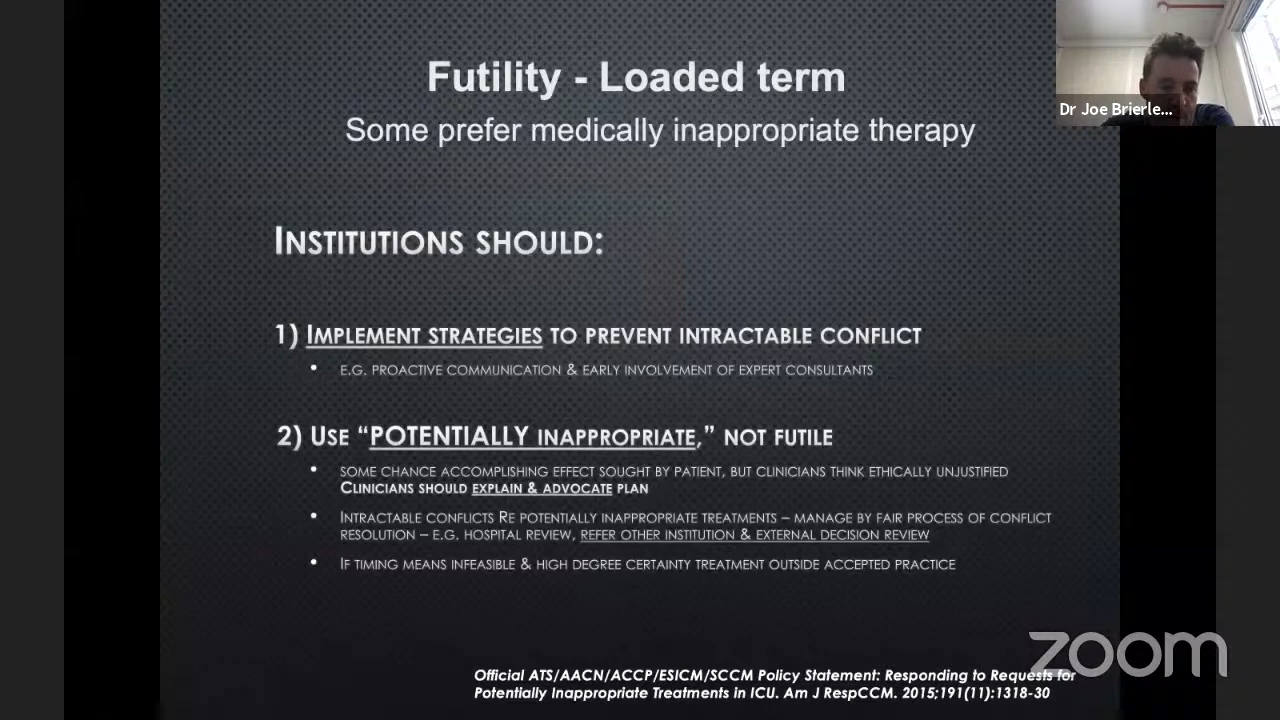 Futility - Loaded term
Dr Joe Brierle...
Some prefer medically inappropriate therapy
INSTITUTIONS SHOULD:
1) IMPLEMENT STRATEGIES TO PREVENT INTRACTABLE CONFLICT
• E.G. PROACTIVE COMMUNICATION & EARLY INVOLVEMENT OF EXPERT CONSULTANTS
2) USE “POTENTIALLY INAPPROPRIATE,” NOT FUTILE
• SOME CHANCE ACCOMPLISHING EFFECT SOUGHT BY PATIENT, BUT CLINICIANS THINK ETHICALLY UNJUSTIFIED
CLINICIANS SHOULD EXPLAIN & ADVOCATE PLAN
• INTRACTABLE CONFLICTS RE POTENTIALLY INAPPROPRIATE TREATMENTS – MANAGE BY FAIR PROCESS OF CONFLICT
RESOLUTION – E.G. HOSPITAL REVIEW, REFER OTHER INSTITUTION & EXTERNAL DECISION REVIEW
• IF TIMING MEANS INFEASIBLE & HIGH DEGREE CERTAINTY TREATMENT OUTSIDE ACCEPTED PRACTICE
zoom
Official ATS/AACN/ACCP/ESICM/SCCM Policy Statement: Responding to Requests for
Potentially Inappropriate Treatments in ICU. Am J RespCCM. 2015;191(11):1318-30